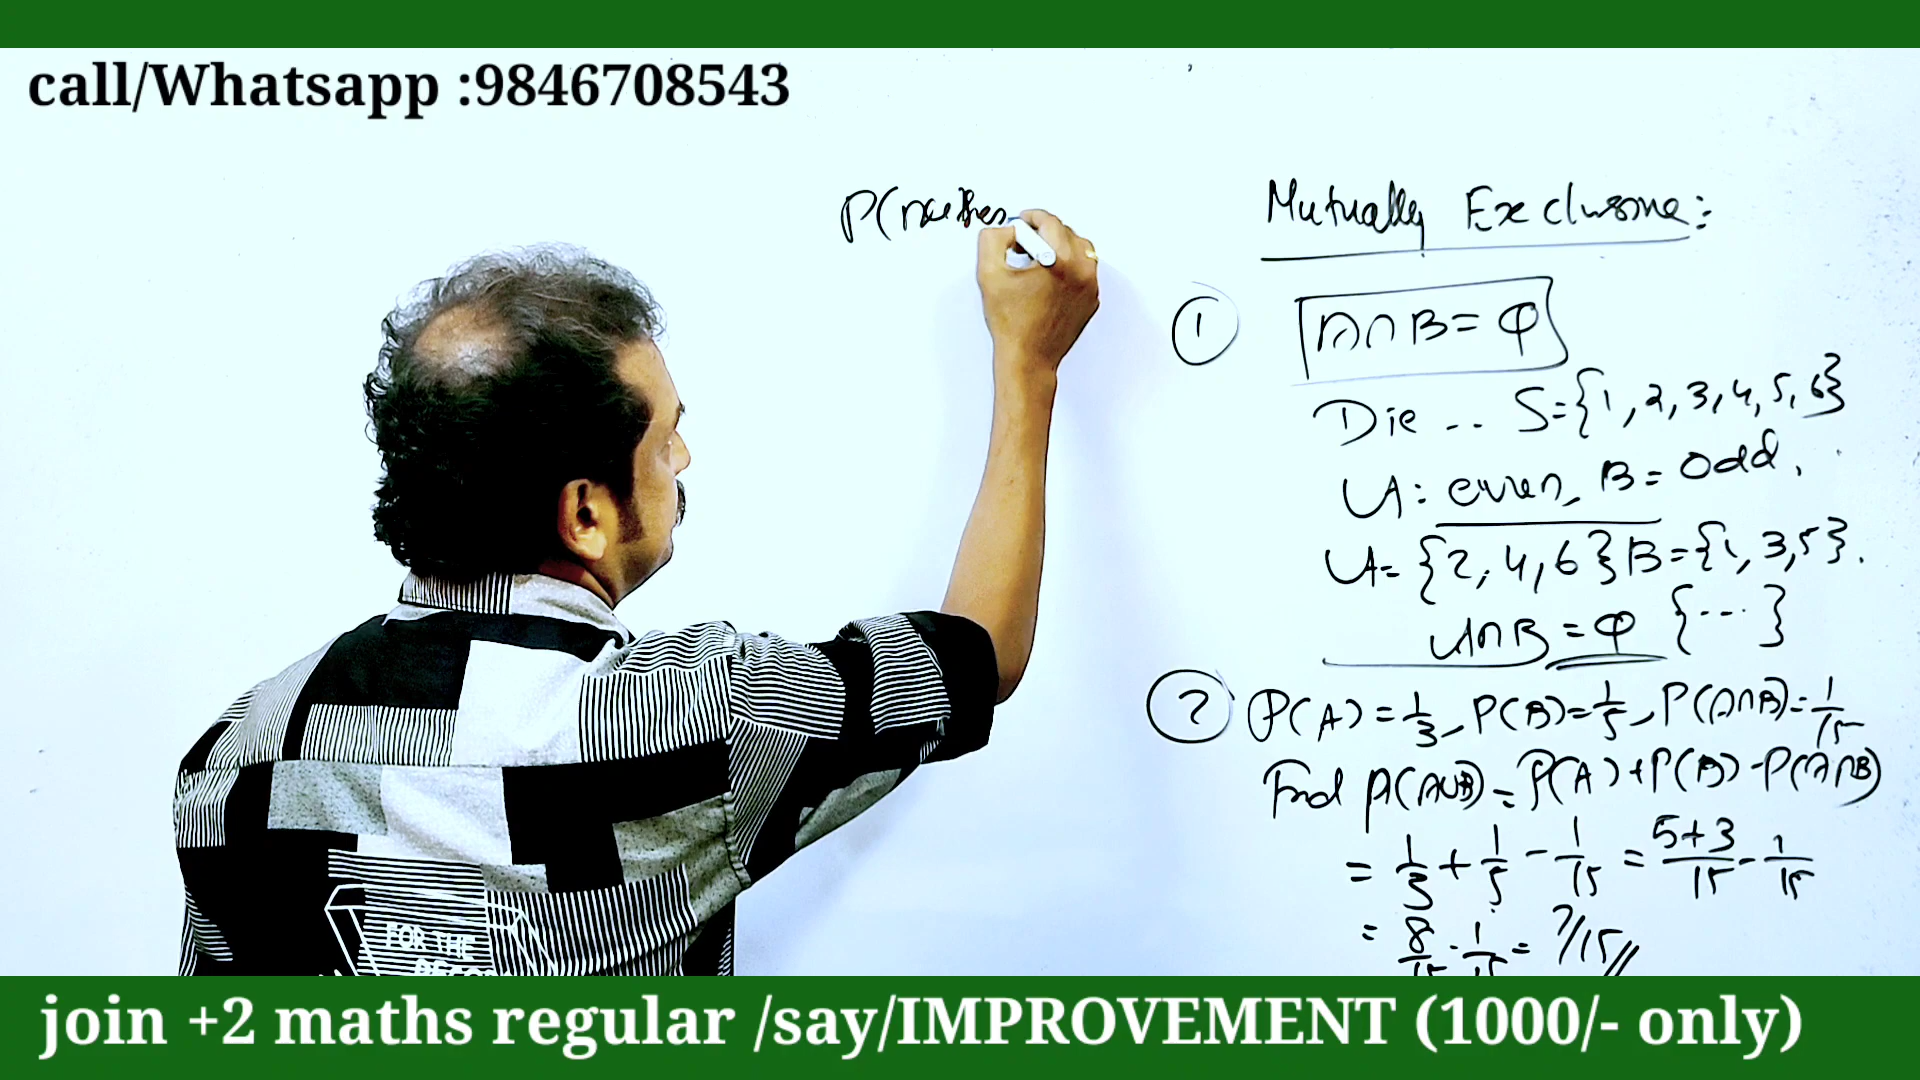 call/Whatsapp :9846708543
P(neither
Mutually Exclusive:
① A∩B = φ
Die .. S={1, 2, 3, 4, 5, 6}
A: even, B = odd.
A= {2, 4, 6} B={1, 3, 5}.
A∩B = φ {---}
② P(A) = 1/3, P(B)=1/5, P(A∩B)=1/15
Find P(A∪B) = P(A)+P(B)-P(A∩B)
= 1/3 + 1/5 - 1/15 = 5+3/15 - 1/15
= 8/15 - 1/15 = 7/15//
FOR THE
join +2 maths regular /say/IMPROVEMENT (1000/- only)